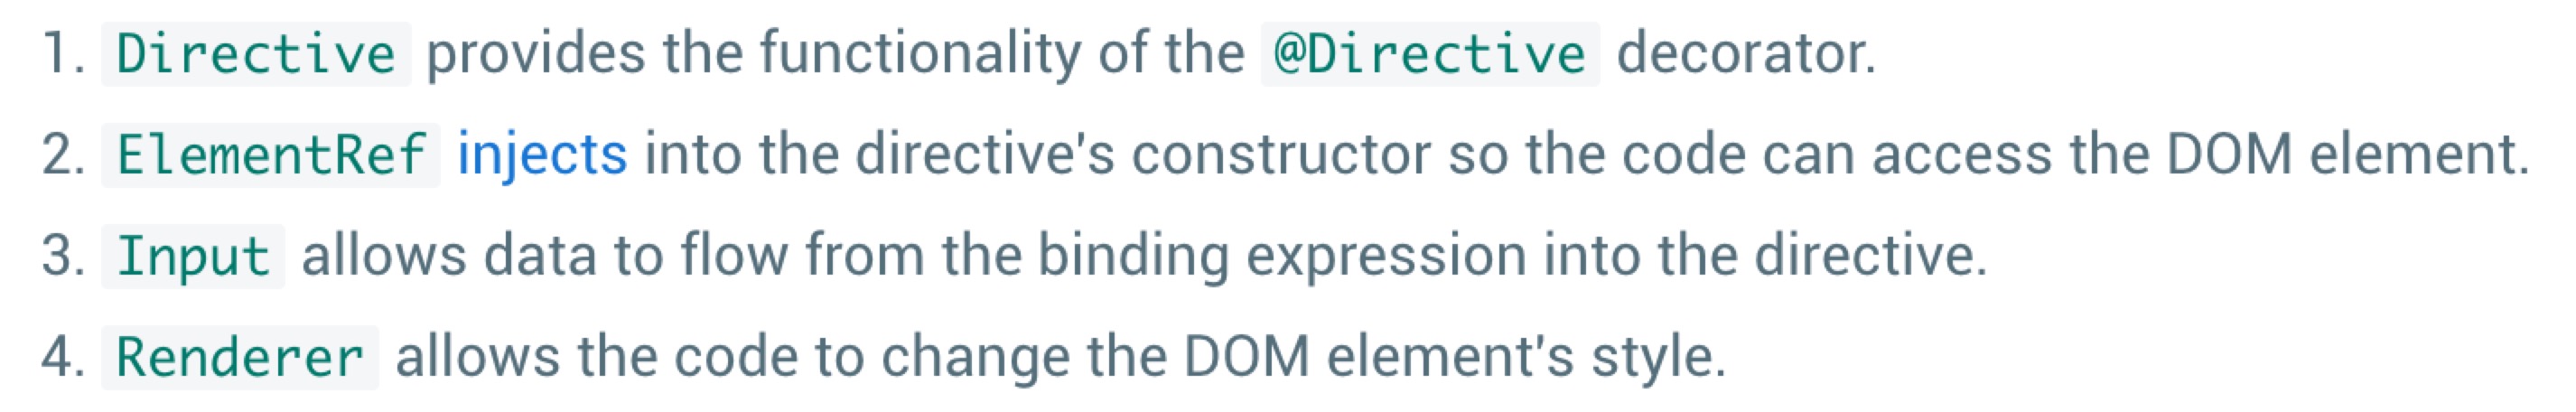 1. Directive provides the functionality of the @Directive decorator.
2. ElementRef injects into the directive's constructor so the code can access the DOM element.
3. Input allows data to flow from the binding expression into the directive.
4. Renderer allows the code to change the DOM element's style.